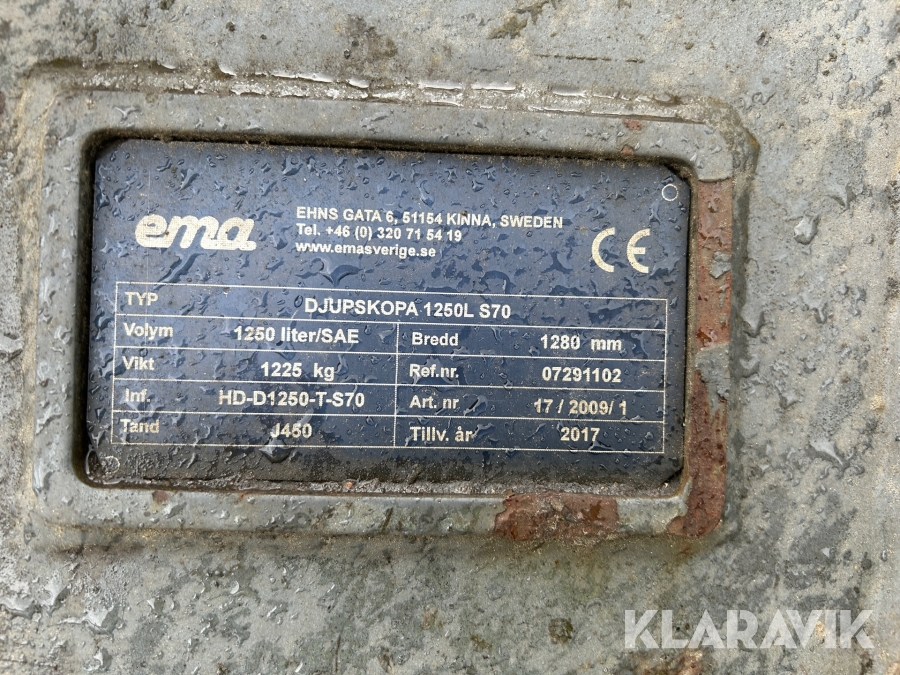 ema
EHNS GATA 6, 51154 KINNA, SWEDEN
Tel. +46 (0) 320 71 54 19
www.emasverige.se
CE
TYP DJUPSKOPA 1250L S70
Volym 1250 liter/SAE Bredd 1280 mm
Vikt 1225 kg Ref.nr. 07291102
Inf. HD-D1250-T-S70 Art. nr 17 / 2009/ 1
Tand J450 Tillv. år 2017
KLARAVIK